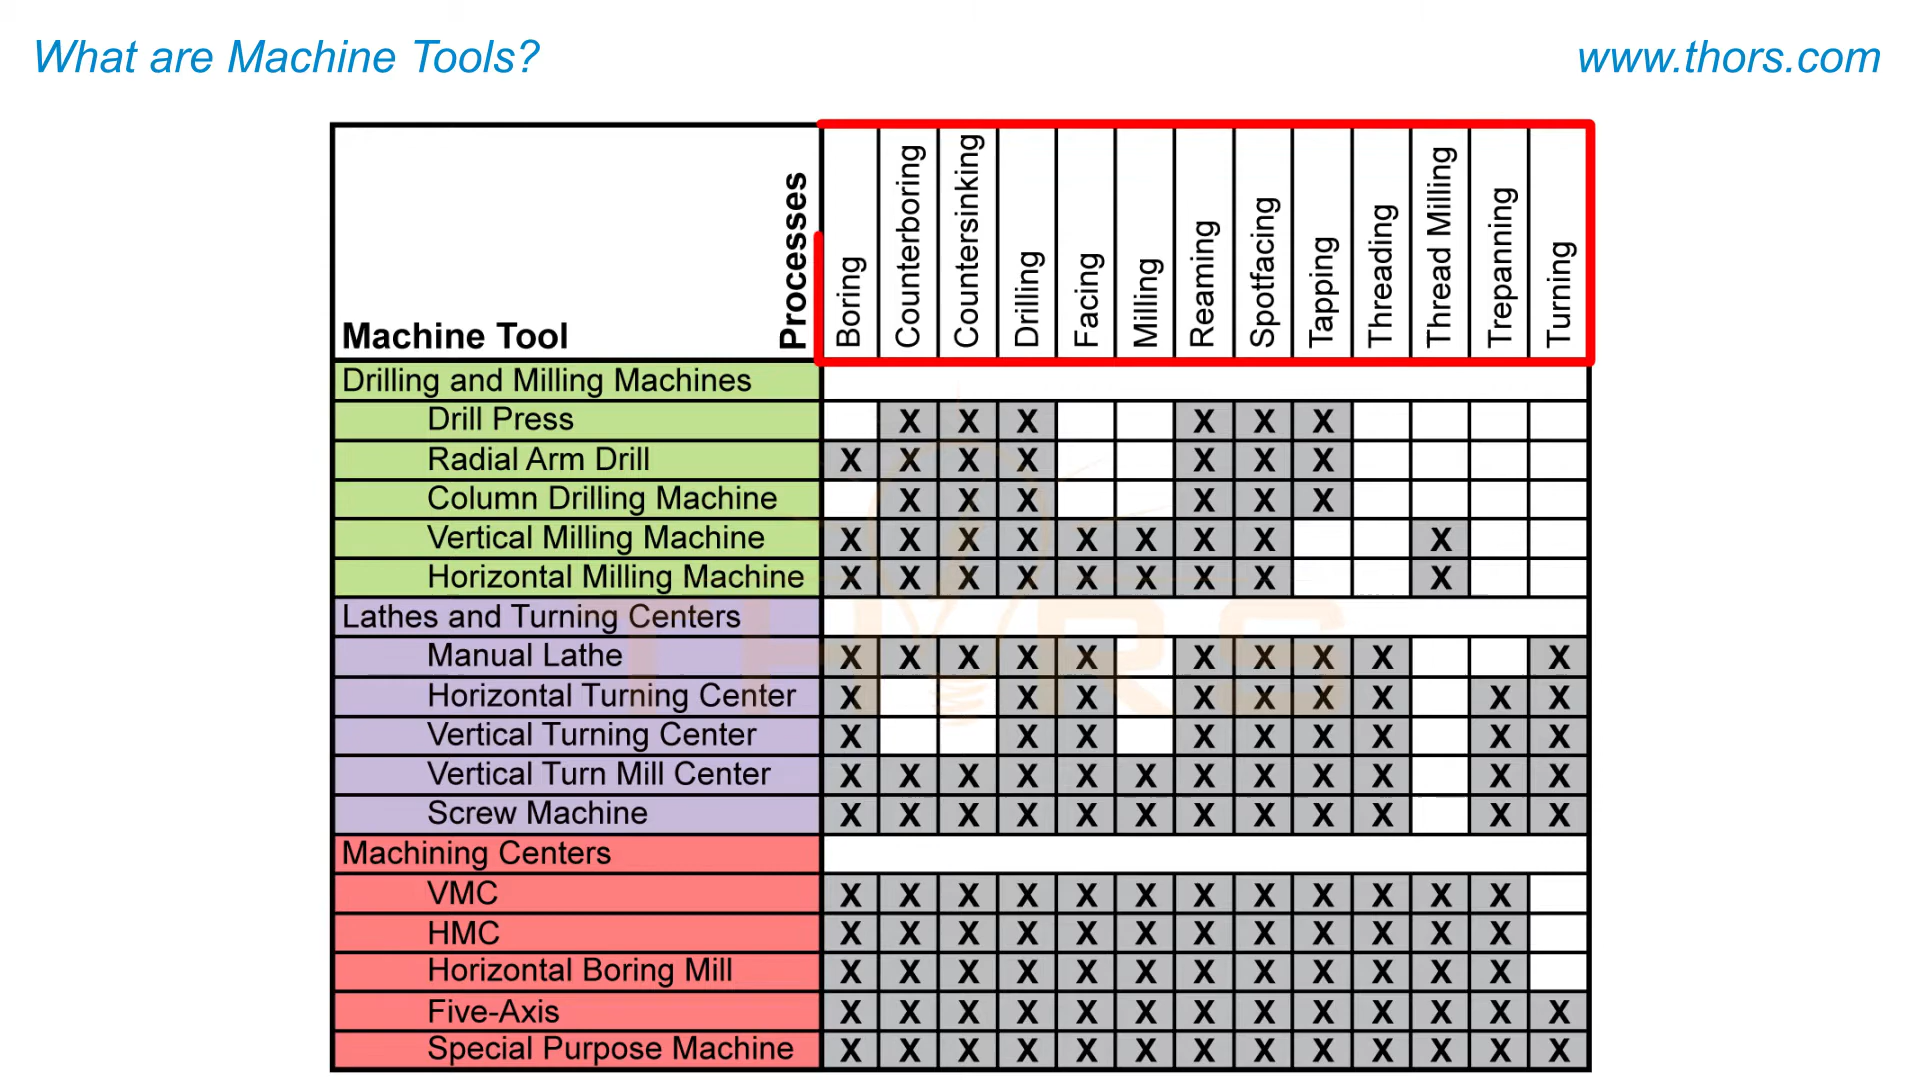 What are Machine Tools?
www.thors.com
Machine Tool Processes Boring Counterboring Countersinking Drilling Facing Milling Reaming Spotfacing Tapping Threading Thread Milling Trepanning Turning
Drilling and Milling Machines
Drill Press X X X X X X
Radial Arm Drill X X X X X X X
Column Drilling Machine X X X X X X
Vertical Milling Machine X X X X X X X X X
Horizontal Milling Machine X X X X X X X X X
Lathes and Turning Centers
Manual Lathe X X X X X X X X X X
Horizontal Turning Center X X X X X X X X X
Vertical Turning Center X X X X X X X X X
Vertical Turn Mill Center X X X X X X X X X X X X
Screw Machine X X X X X X X X X X X X
Machining Centers
VMC X X X X X X X X X X X X
HMC X X X X X X X X X X X X
Horizontal Boring Mill X X X X X X X X X X X X
Five-Axis X X X X X X X X X X X X X
Special Purpose Machine X X X X X X X X X X X X X
THORS